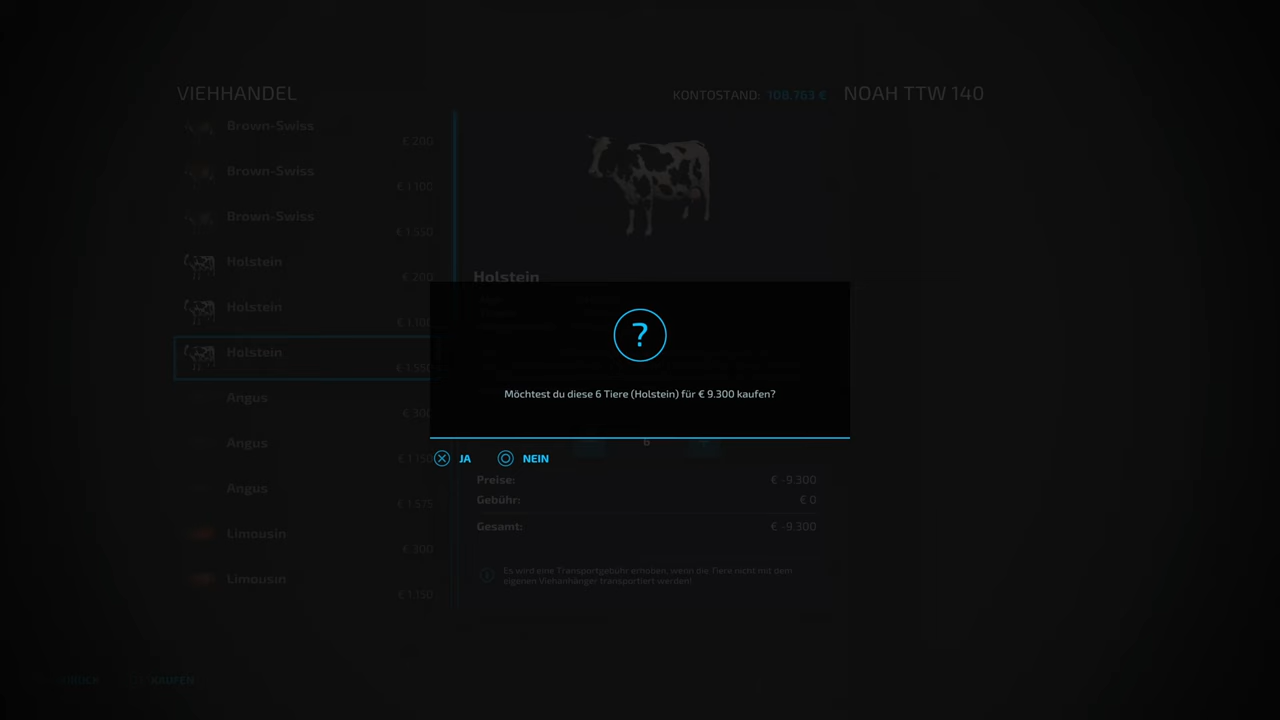 VIEHHANDEL
KONTOSTAND: 108.763 €
NOAH TTW 140
Brown-Swiss
€ 200
Brown-Swiss
€ 1.100
Brown-Swiss
€ 1.550
Holstein
€ 200
Holstein
€ 1.100
Holstein
€ 1.550
Angus
€ 300
Angus
€ 1.150
Angus
€ 1.575
Limousin
€ 300
Limousin
€ 1.150
Holstein
?
Möchtest du diese 6 Tiere (Holstein) für € 9.300 kaufen?
6
JA
NEIN
Preise: € -9.300
Gebühr: € 0
Gesamt: € -9.300
Es wird eine Transportgebühr erhoben, wenn die Tiere nicht mit dem
eigenen Viehanhänger transportiert werden!
KAUFEN